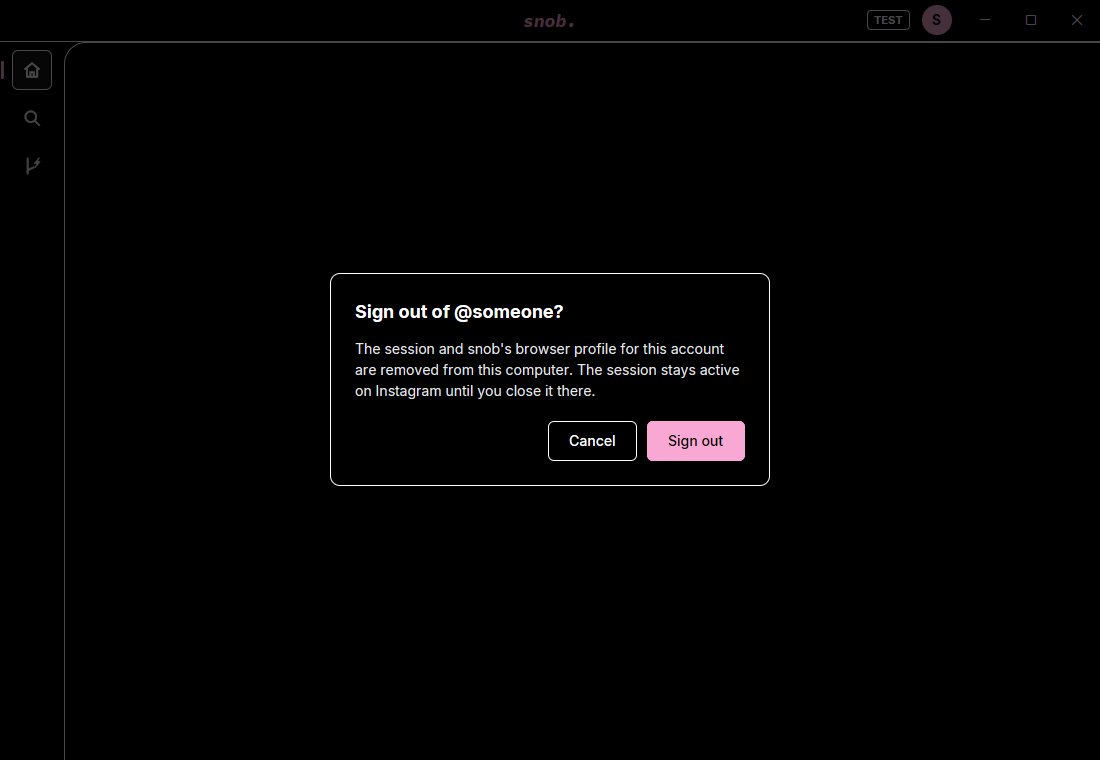 snob.
TEST
S
Sign out of @someone?
The session and snob's browser profile for this account
are removed from this computer. The session stays active
on Instagram until you close it there.
Cancel
Sign out